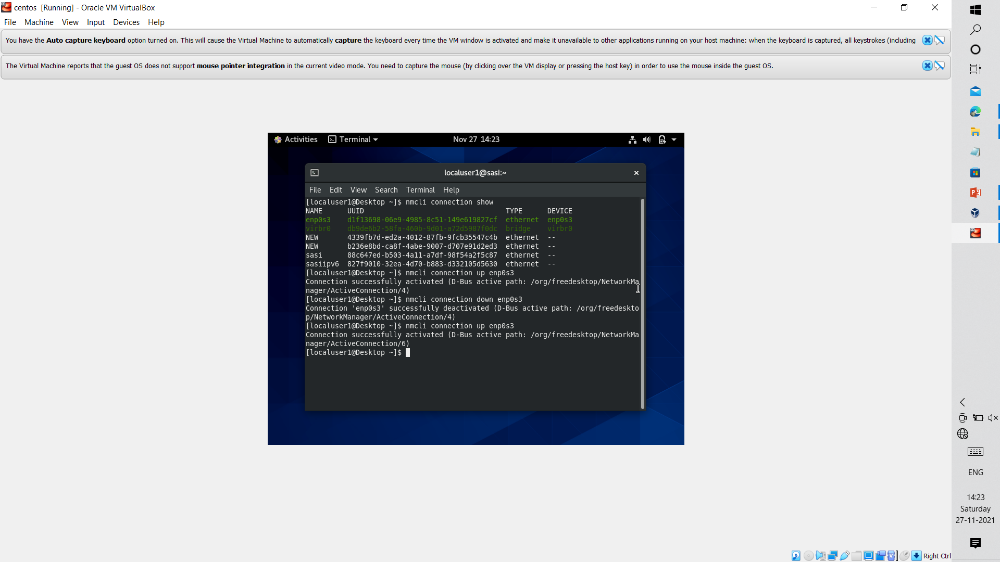 centos [Running] - Oracle VM VirtualBox
File Machine View Input Devices Help
You have the Auto capture keyboard option turned on. This will cause the Virtual Machine to automatically capture the keyboard every time the VM window is activated and make it unavailable to other applications running on your host machine: when the keyboard is captured, all keystrokes (including
The Virtual Machine reports that the guest OS does not support mouse pointer integration in the current video mode. You need to capture the mouse (by clicking over the VM display or pressing the host key) in order to use the mouse inside the guest OS.
Activities Terminal Nov 27 14:23
localuser1@sasi:~
File Edit View Search Terminal Help
[localuser1@Desktop ~]$ nmcli connection show
NAME UUID TYPE DEVICE
enp0s3 d1f13698-06e9-4985-8c51-149e619827cf ethernet enp0s3
virbr0 db9de6b2-58fa-460b-9d01-a72d5987f0dc bridge virbr0
NEW 4339fb7d-ed2a-4012-87fb-9fcb35547c4b ethernet --
NEW b236e8bd-ca8f-4abe-9007-d707e91d2ed3 ethernet --
sasi 88c647ed-b503-4a11-a7df-98f54a2f5c87 ethernet --
sasiipv6 827f9010-32ea-4d70-b883-d332105d5630 ethernet --
[localuser1@Desktop ~]$ nmcli connection up enp0s3
Connection successfully activated (D-Bus active path: /org/freedesktop/NetworkMa
nager/ActiveConnection/4)
[localuser1@Desktop ~]$ nmcli connection down enp0s3
Connection 'enp0s3' successfully deactivated (D-Bus active path: /org/freedeskto
p/NetworkManager/ActiveConnection/4)
[localuser1@Desktop ~]$ nmcli connection up enp0s3
Connection successfully activated (D-Bus active path: /org/freedesktop/NetworkMa
nager/ActiveConnection/6)
[localuser1@Desktop ~]$
ENG
14:23
Saturday
27-11-2021
Right Ctrl